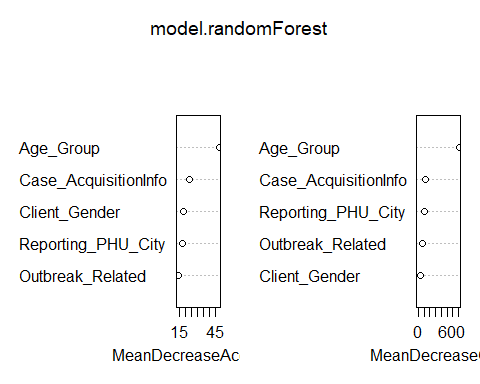 model.randomForest
Age_Group
Case_AcquisitionInfo
Client_Gender
Reporting_PHU_City
Outbreak_Related
15 45
MeanDecreaseAc
Age_Group
Case_AcquisitionInfo
Reporting_PHU_City
Outbreak_Related
Client_Gender
0 600
MeanDecrease